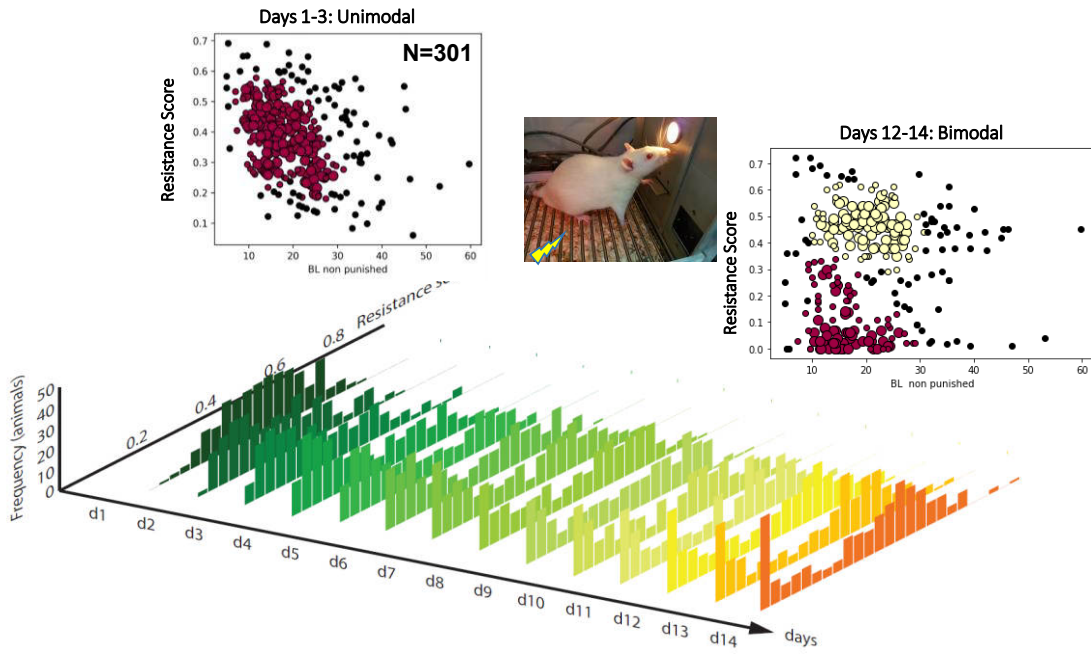 Days 1-3: Unimodal
N=301
Resistance Score
0.7
0.6
0.5
0.4
0.3
0.2
0.1
10 20 30 40 50 60
BL non punished
Days 12-14: Bimodal
Resistance Score
0.7
0.6
0.5
0.4
0.3
0.2
0.1
0.0
10 20 30 40 50 60
BL non punished
Resistance
0.8
0.6
0.4
0.2
Frequency (animals)
50
40
30
20
10
0
d1 d2 d3 d4 d5 d6 d7 d8 d9 d10 d11 d12 d13 d14 days